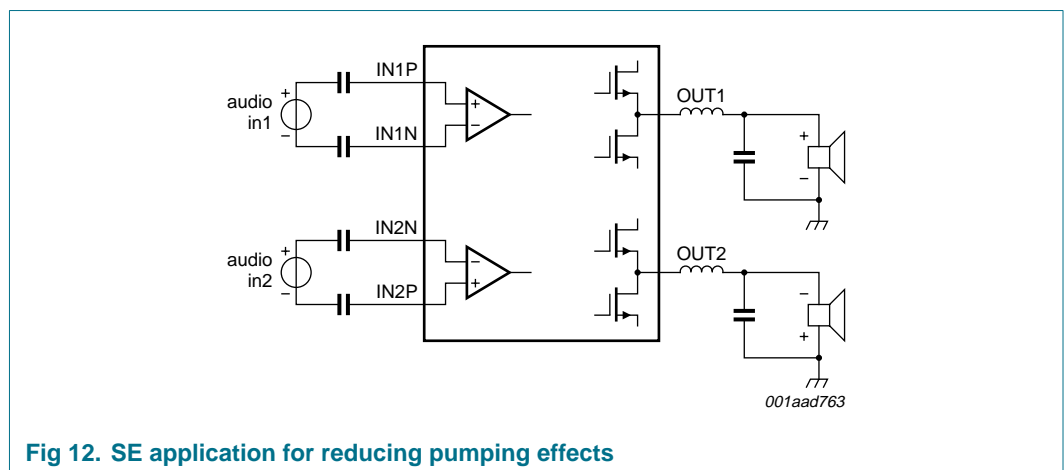 IN1P
audio
in1
+
−
IN1N
+
−
OUT1
+
−
IN2N
audio
in2
+
−
IN2P
−
+
OUT2
−
+
001aad763
Fig 12. SE application for reducing pumping effects